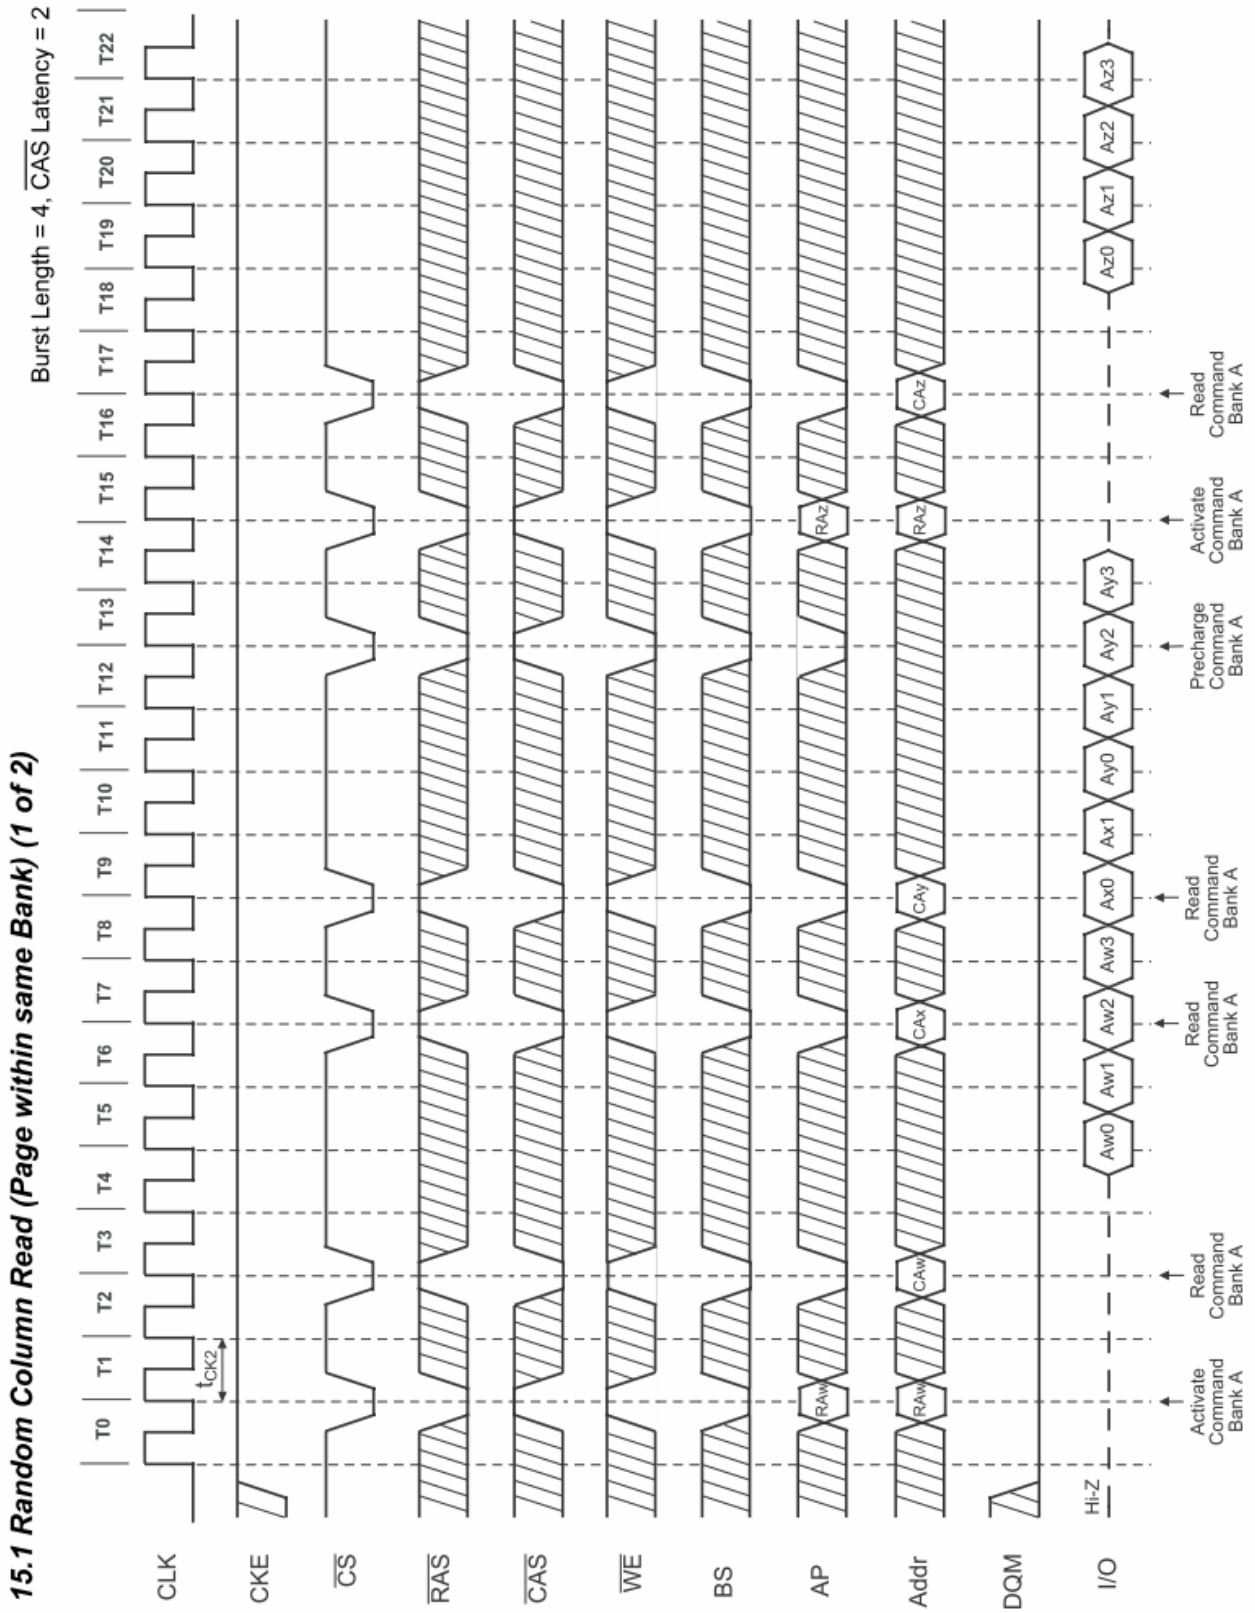 15.1 Random Column Read (Page within same Bank) (1 of 2)
Burst Length = 4, CAS Latency = 2
T0 T1 T2 T3 T4 T5 T6 T7 T8 T9 T10 T11 T12 T13 T14 T15 T16 T17 T18 T19 T20 T21 T22
CLK
tCK2
CKE
CS
RAS
CAS
WE
BS
AP
RAw RAz
Addr
RAw CAw CAx CAy RAz CAz
DQM
I/O
Hi-Z
Aw0 Aw1 Aw2 Aw3 Ax0 Ax1 Ay0 Ay1 Ay2 Ay3 Az0 Az1 Az2 Az3
Activate
Command
Bank A
Read
Command
Bank A
Read
Command
Bank A
Read
Command
Bank A
Precharge
Command
Bank A
Activate
Command
Bank A
Read
Command
Bank A